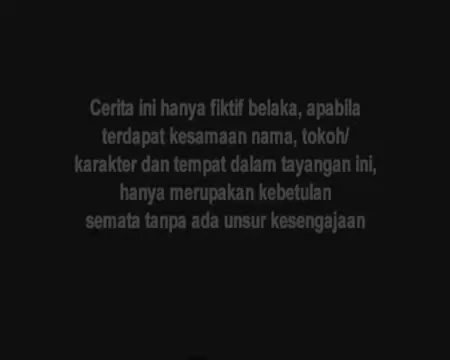 Cerita ini hanya fiktif belaka, apabila
terdapat kesamaan nama, tokoh/
karakter dan tempat dalam tayangan ini,
hanya merupakan kebetulan
semata tanpa ada unsur kesengajaan